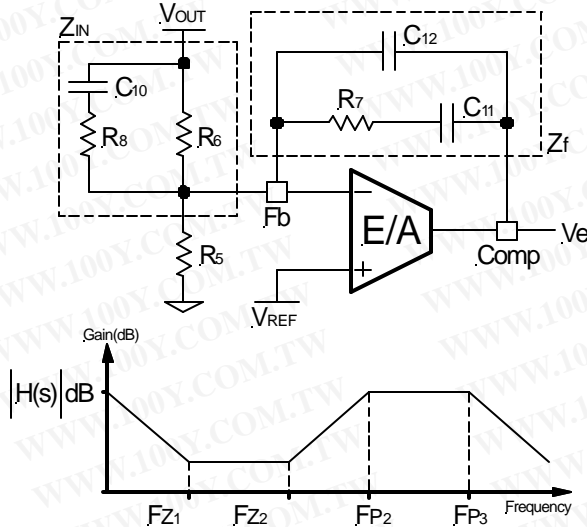 ZIN
VOUT
C10
R8
R6
R5
C12
R7
C11
Zf
Fb
E/A
Comp
Ve
VREF
Gain(dB)
|H(s)|dB
FZ1
FZ2
FP2
FP3
Frequency
WWW.100Y.COM.TW